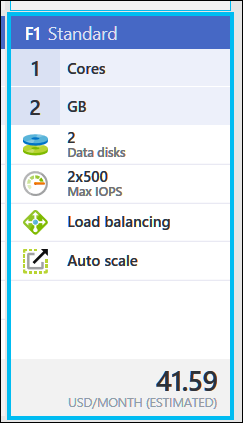 F1 Standard
1 Cores
2 GB
2
Data disks
2x500
Max IOPS
Load balancing
Auto scale
41.59
USD/MONTH (ESTIMATED)